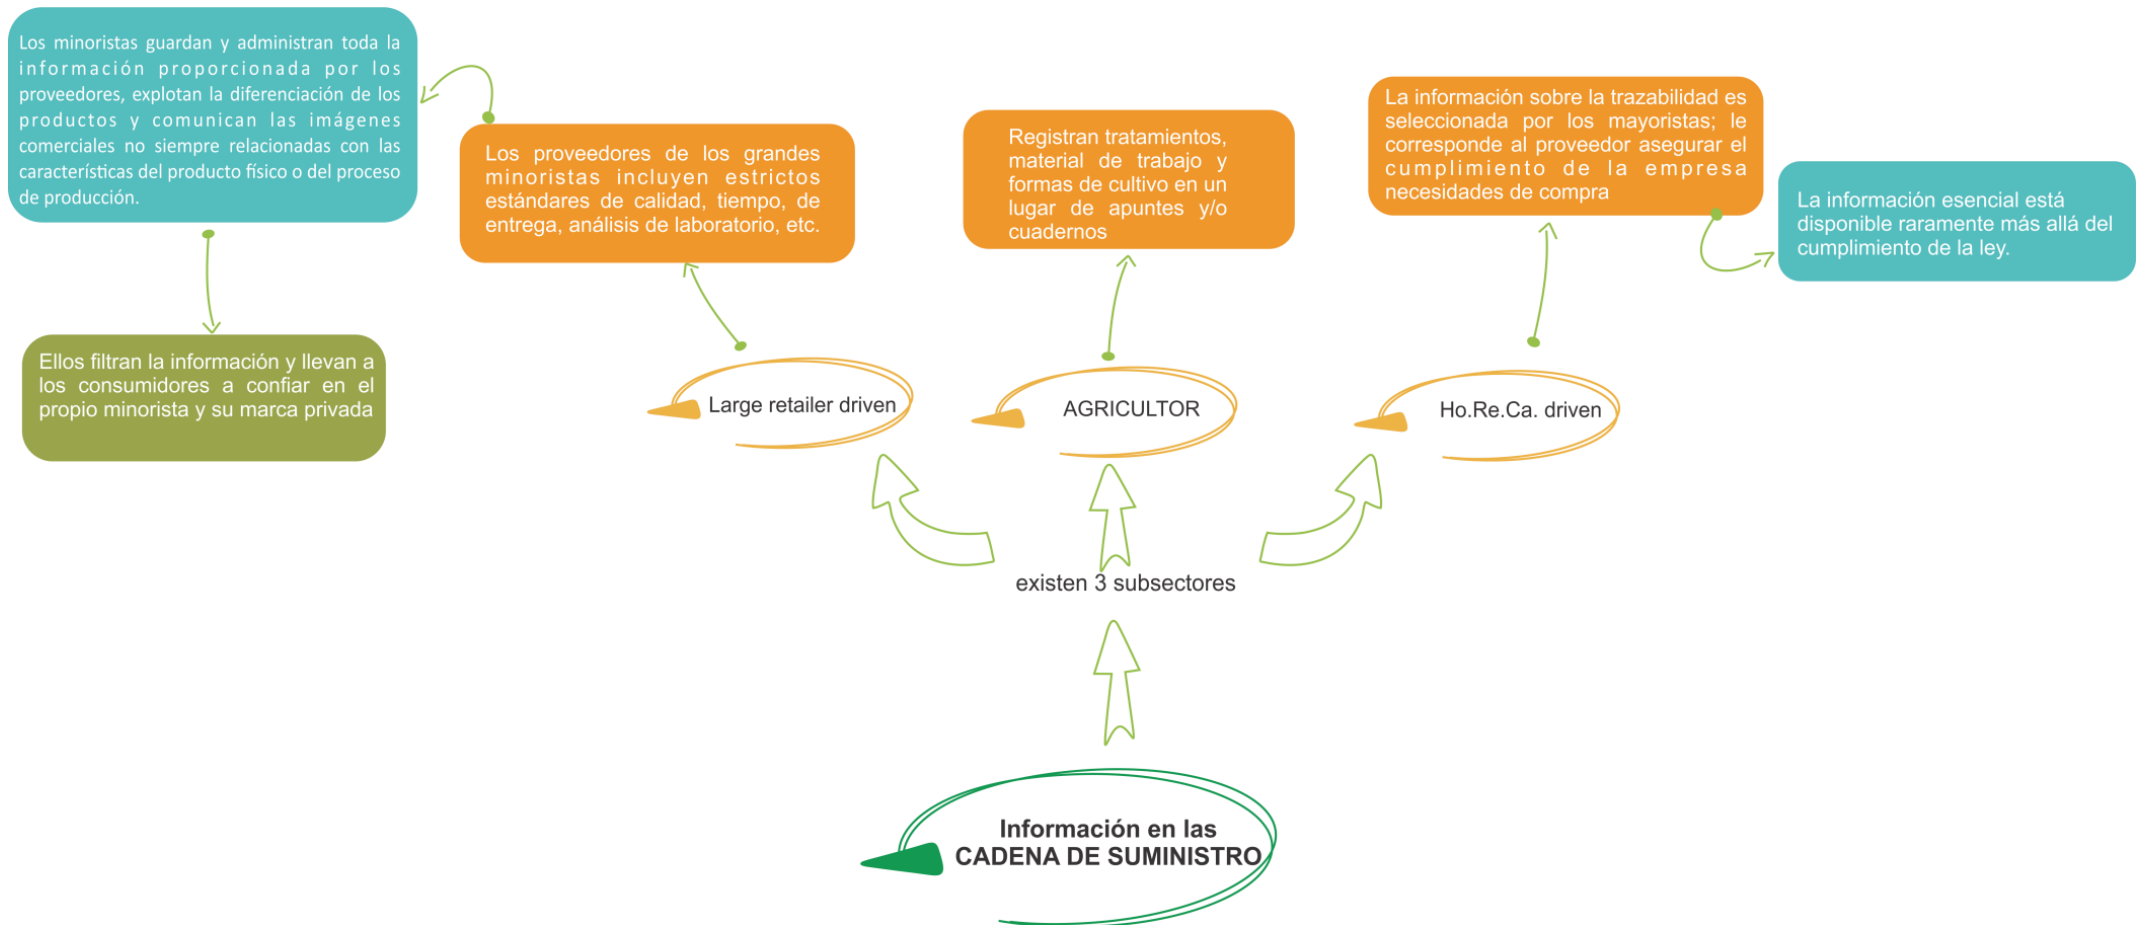 Los minoristas guardan y administran toda la
información proporcionada por los
proveedores, explotan la diferenciación de los
productos y comunican las imágenes
comerciales no siempre relacionadas con las
características del producto físico o del proceso
de producción.
Los proveedores de los grandes
minoristas incluyen estrictos
estándares de calidad, tiempo, de
entrega, análisis de laboratorio, etc.
Registran tratamientos,
material de trabajo y
formas de cultivo en un
lugar de apuntes y/o
cuadernos
La información sobre la trazabilidad es
seleccionada por los mayoristas; le
corresponde al proveedor asegurar el
cumplimiento de la empresa
necesidades de compra
La información esencial está
disponible raramente más allá del
cumplimiento de la ley.
Ellos filtran la información y llevan a
los consumidores a confiar en el
propio minorista y su marca privada
Large retailer driven
AGRICULTOR
Ho.Re.Ca. driven
existen 3 subsectores
Información en las
CADENA DE SUMINISTRO